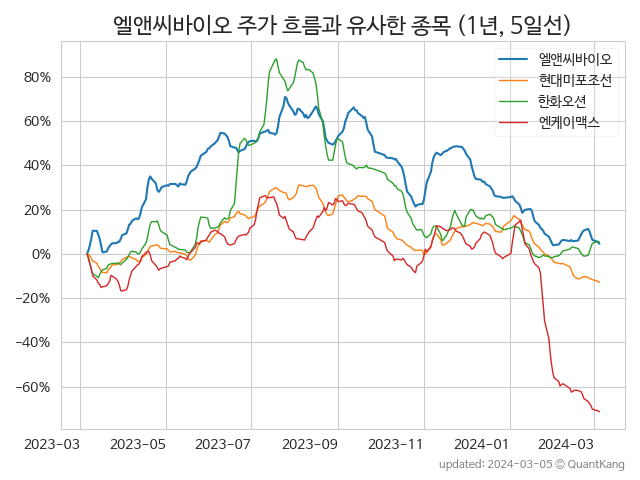 엘앤씨바이오 주가 흐름과 유사한 종목 (1년, 5일선)
엘앤씨바이오
현대미포조선
한화오션
엔케이맥스
80%
60%
40%
20%
0%
−20%
−40%
−60%
2023-03 2023-05 2023-07 2023-09 2023-11 2024-01 2024-03
updated: 2024-03-05 © QuantKang